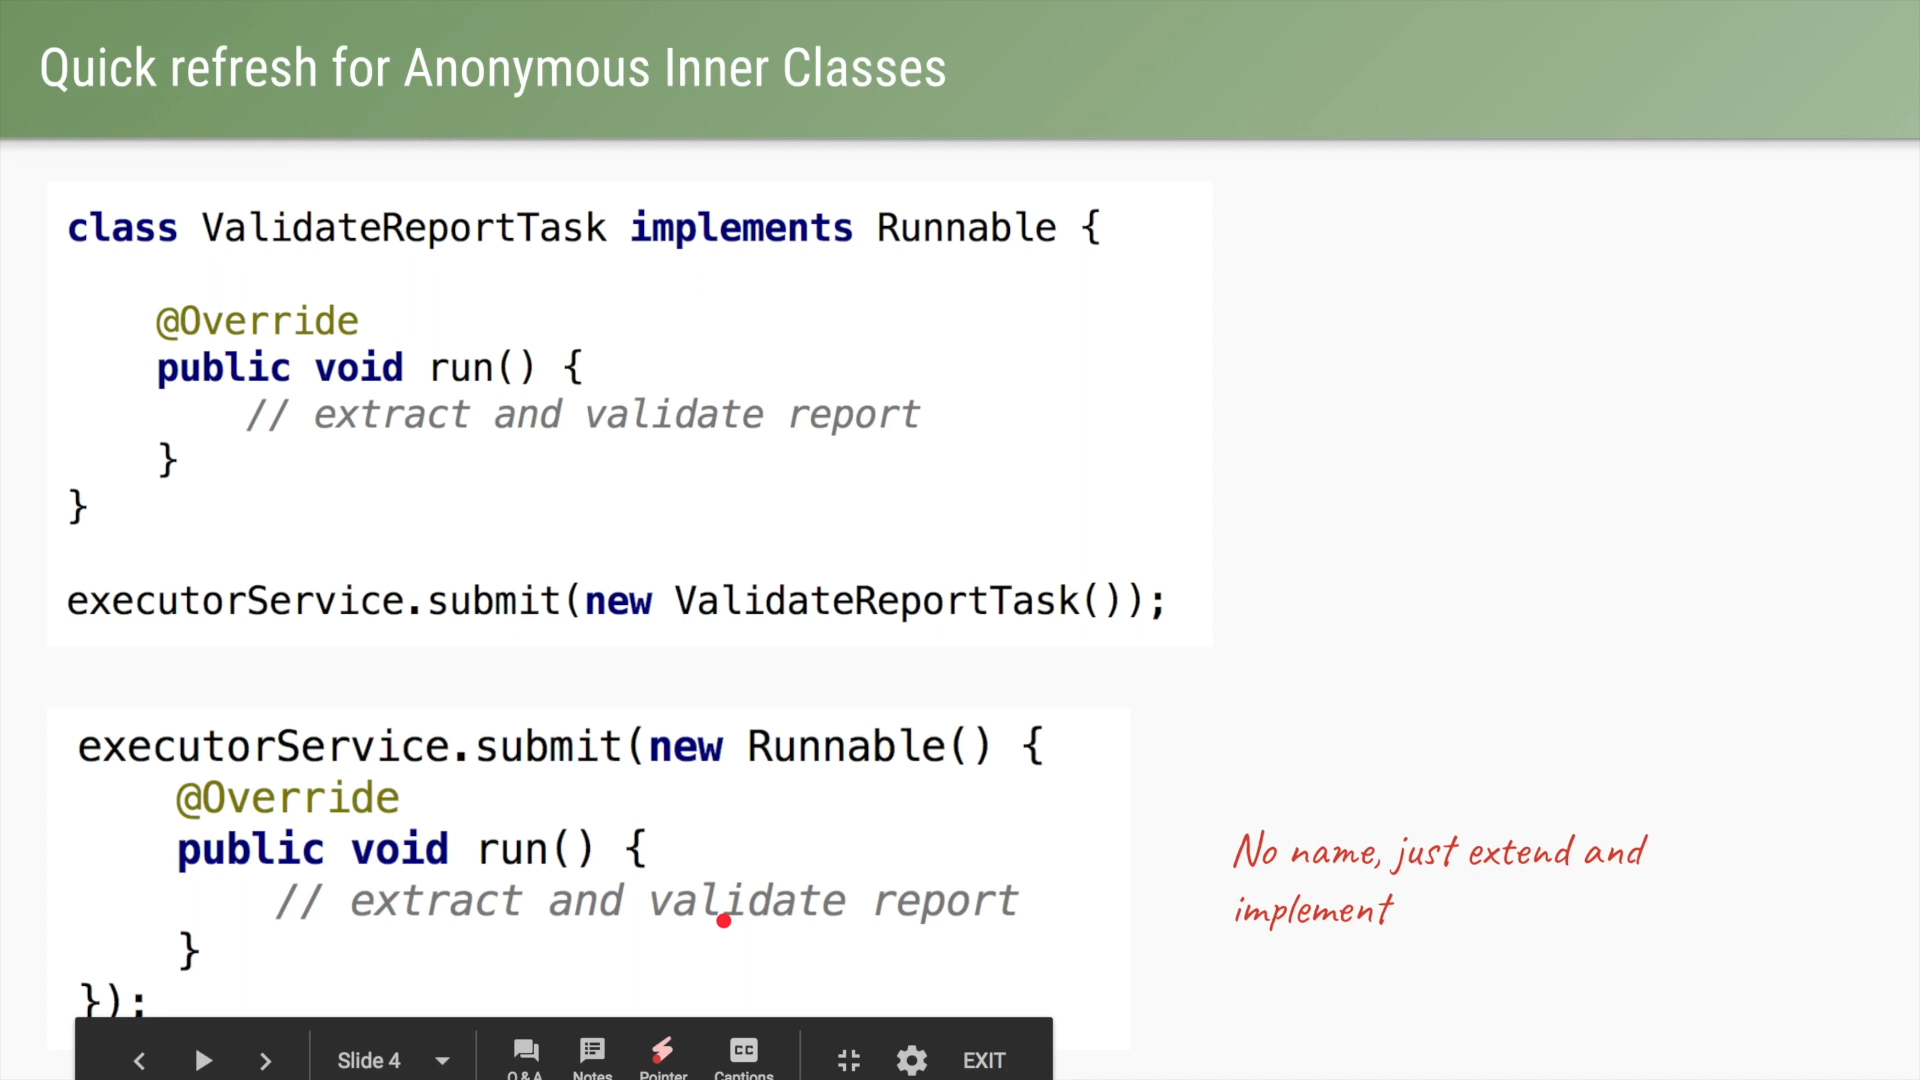 Quick refresh for Anonymous Inner Classes
class ValidateReportTask implements Runnable {
@Override
public void run() {
// extract and validate report
}
}
executorService.submit(new ValidateReportTask());
executorService.submit(new Runnable() {
@Override
public void run() {
// extract and validate report
}
});
No name, just extend and
implement
Slide 4
Q & A Notes Pointer Captions
CC
EXIT